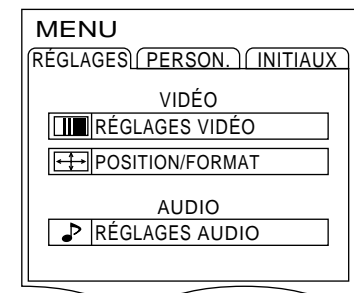 MENU
RÉGLAGES PERSON. INITIAUX
VIDÉO
RÉGLAGES VIDÉO
POSITION/FORMAT
AUDIO
RÉGLAGES AUDIO